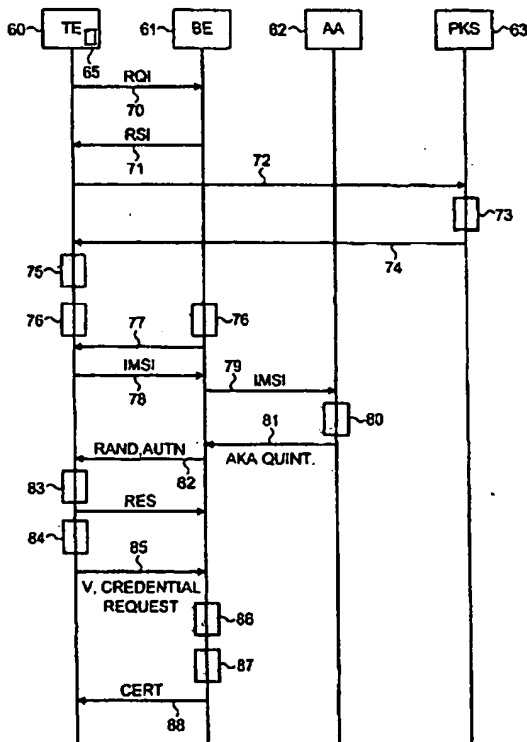 60 TE 65 61 BE 62 AA PKS 63
RQI
70
RSI
71
72
73
74
75
76 76
77
IMSI
78
79 IMSI
80
81
RAND,AUTN
82
AKA QUINT.
83
RES
84
85
V, CREDENTIAL
REQUEST
86
87
CERT
88